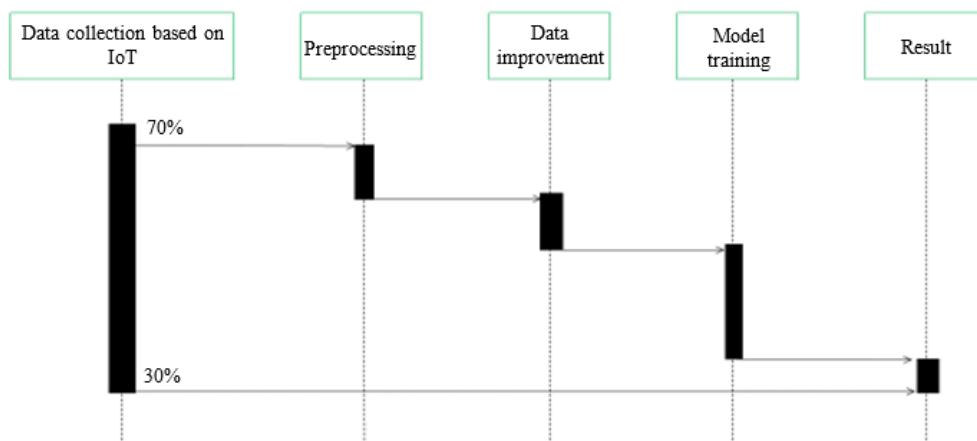 Data collection based on
IoT
Preprocessing
Data
improvement
Model
training
Result
70%
30%